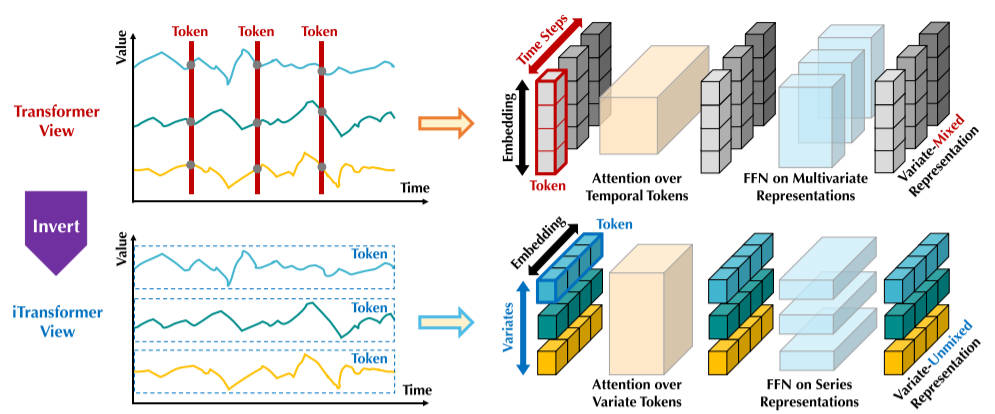 Value
Token
Token
Token
Transformer
View
Time
Time Steps
Embedding
Token
Attention over
Temporal Tokens
FFN on Multivariate
Representations
Variate-Mixed
Representation
Invert
Value
Token
Token
Token
iTransformer
View
Time
Embedding
Token
Variates
Attention over
Variate Tokens
FFN on Series
Representations
Variate-Unmixed
Representation